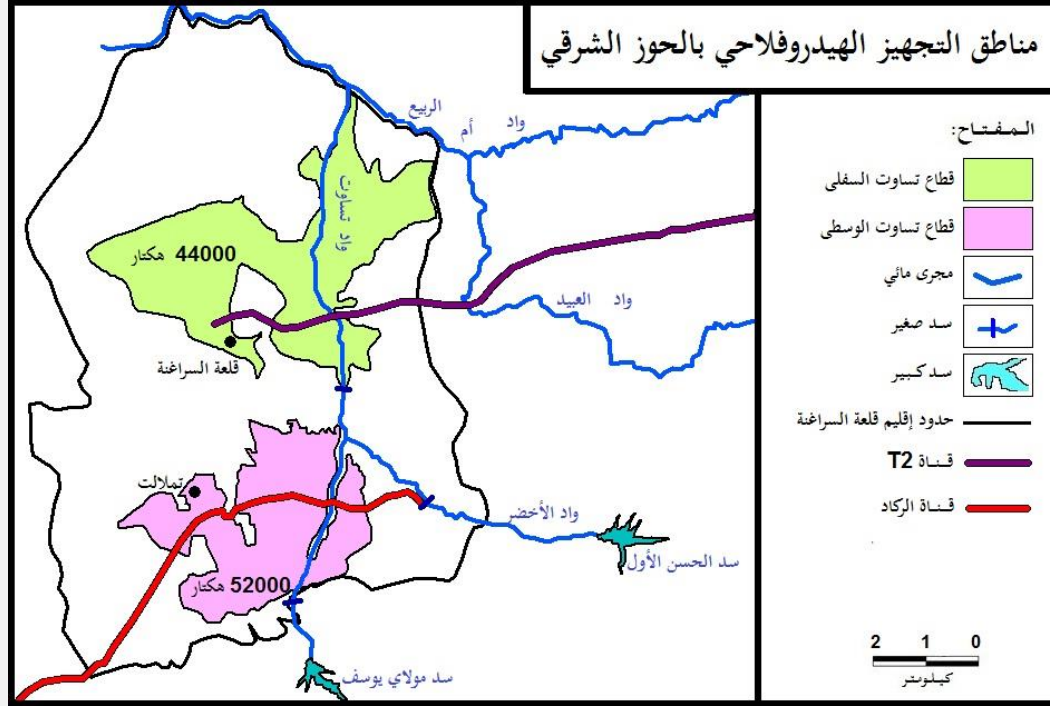 مناطق التجهيز الهيدروفلاحي بالحوز الشرقي
المفتاح:
قطاع تساوت السفلى
قطاع تساوت الوسطى
مجرى مائي
سد صغير
سد كبير
حدود إقليم قلعة السراغنة
قناة T2
قناة الركاد
2 1 0
كيلومتر
واد أم الربيع
واد تساوت
44000 هكتار
واد العبيد
قلعة السراغنة
تملالت
واد الأخضر
سد الحسن الأول
52000 هكتار
سد مولاي يوسف